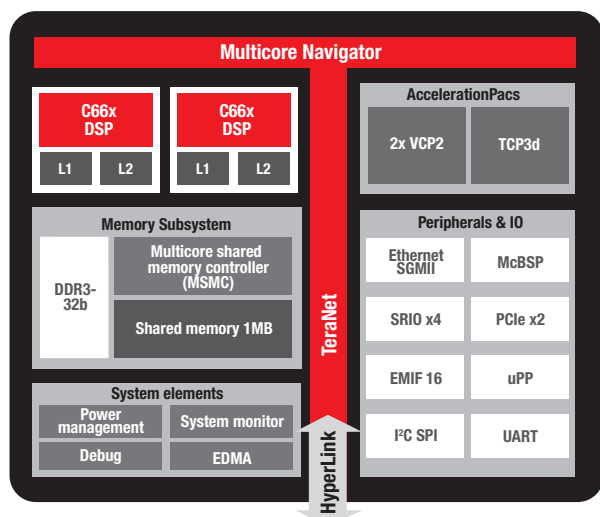 Multicore Navigator
C66x
DSP
L1
L2
C66x
DSP
L1
L2
AccelerationPacs
2x VCP2
TCP3d
Memory Subsystem
DDR3-
32b
Multicore shared
memory controller
(MSMC)
Shared memory 1MB
TeraNet
Peripherals & IO
Ethernet
SGMII
McBSP
SRIO x4
PCIe x2
EMIF 16
uPP
I²C SPI
UART
System elements
Power
management
System monitor
Debug
EDMA
HyperLink